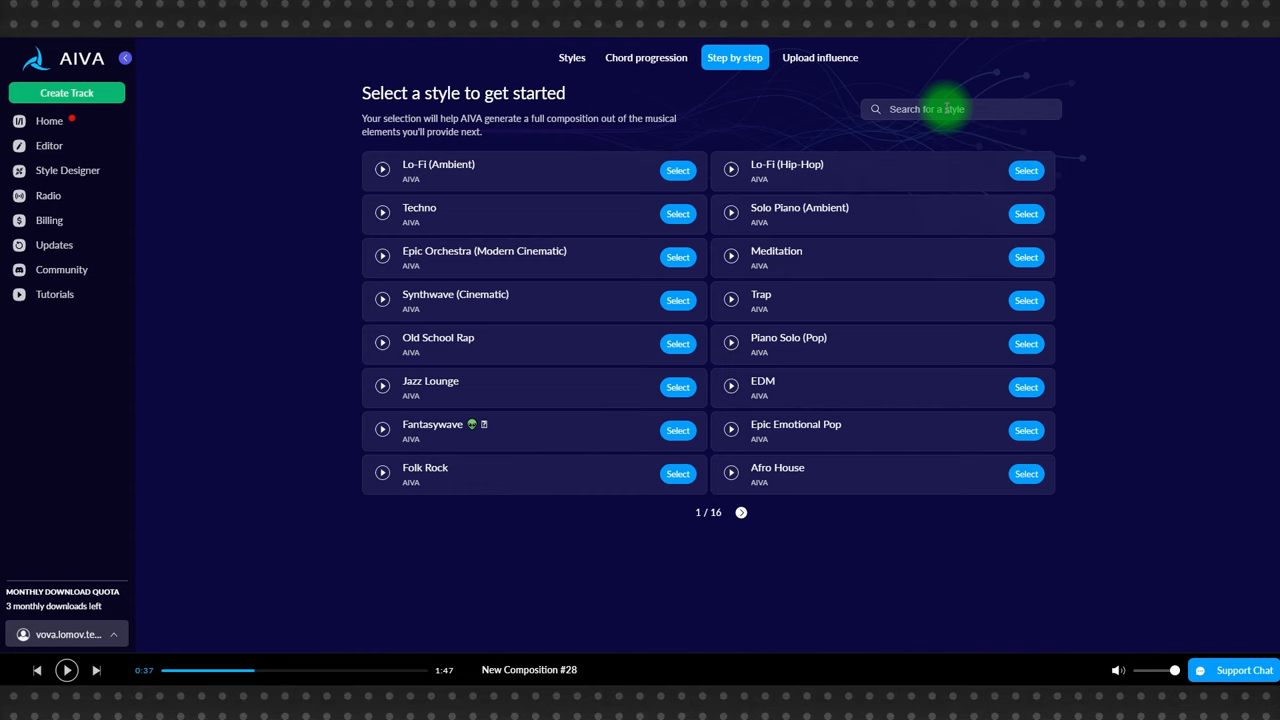 AIVA
Create Track
Home
Editor
Style Designer
Radio
Billing
Updates
Community
Tutorials
MONTHLY DOWNLOAD QUOTA
3 monthly downloads left
vova.lomov.te...
Styles
Chord progression
Step by step
Upload influence
Select a style to get started
Your selection will help AIVA generate a full composition out of the musical
elements you'll provide next.
Search for a style
Lo-Fi (Ambient)
AIVA
Select
Lo-Fi (Hip-Hop)
AIVA
Select
Techno
AIVA
Select
Solo Piano (Ambient)
AIVA
Select
Epic Orchestra (Modern Cinematic)
AIVA
Select
Meditation
AIVA
Select
Synthwave (Cinematic)
AIVA
Select
Trap
AIVA
Select
Old School Rap
AIVA
Select
Piano Solo (Pop)
AIVA
Select
Jazz Lounge
AIVA
Select
EDM
AIVA
Select
Fantasywave 👽
AIVA
Select
Epic Emotional Pop
AIVA
Select
Folk Rock
AIVA
Select
Afro House
AIVA
Select
1 / 16
0:37
1:47
New Composition #28
Support Chat